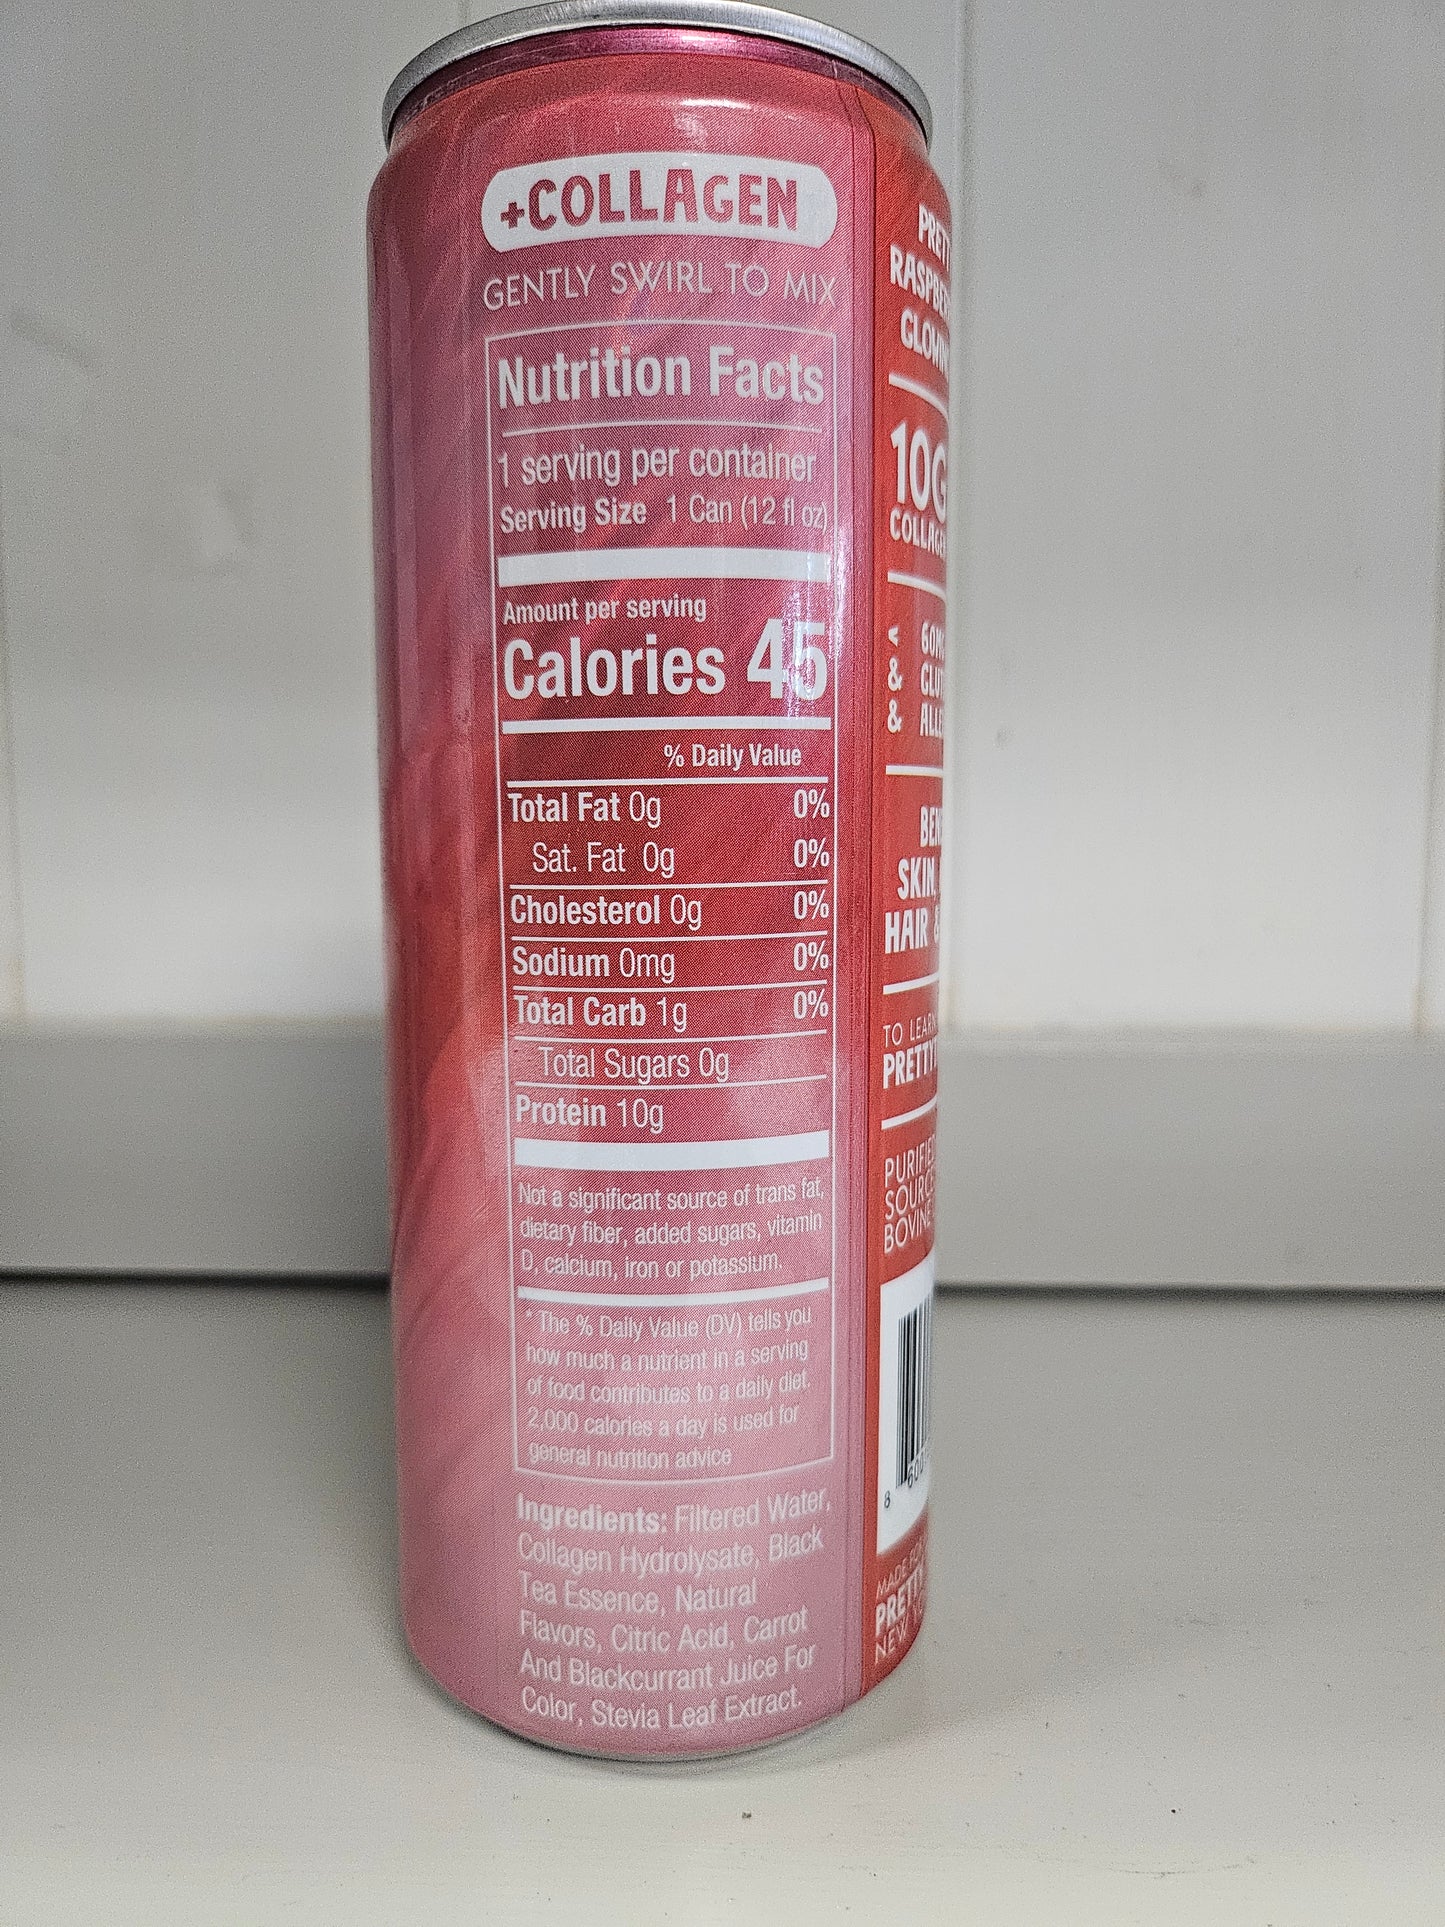 +COLLAGEN
GENTLY SWIRL TO MIX
Nutrition Facts
1 serving per container
Serving Size 1 Can (12 fl oz)
Amount per serving
Calories 45
% Daily Value
Total Fat 0g 0%
Sat. Fat 0g 0%
Cholesterol 0g 0%
Sodium 0mg 0%
Total Carb 1g 0%
Total Sugars 0g
Protein 10g
Not a significant source of trans fat,
dietary fiber, added sugars, vitamin
D, calcium, iron or potassium.
* The % Daily Value (DV) tells you
how much a nutrient in a serving
of food contributes to a daily diet.
2,000 calories a day is used for
general nutrition advice
Ingredients: Filtered Water,
Collagen Hydrolysate, Black
Tea Essence, Natural
Flavors, Citric Acid, Carrot
And Blackcurrant Juice For
Color, Stevia Leaf Extract.
10G
&
&
SKIN,
HAIR &
TO LEARN
NEW